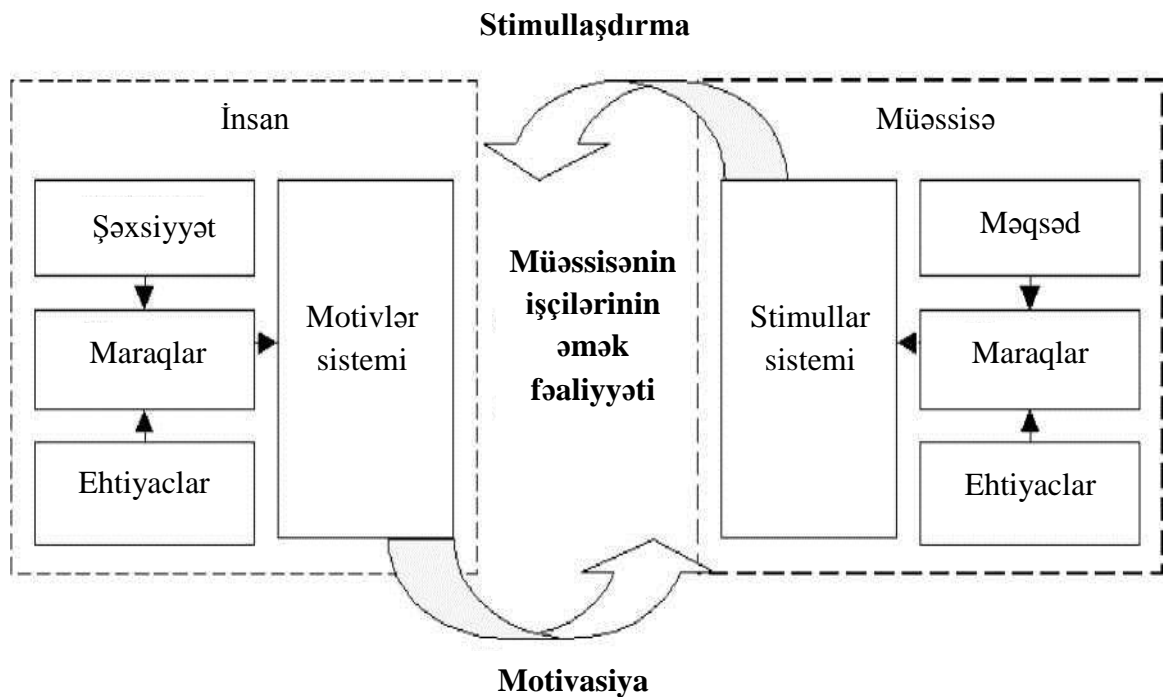 Stimullaşdırma
İnsan
Şəxsiyyət
Maraqlar
Ehtiyaclar
Motivlər
sistemi
Müəssisənin
işçilərinin
əmək
fəaliyyəti
Müəssisə
Stimullar
sistemi
Məqsəd
Maraqlar
Ehtiyaclar
Motivasiya